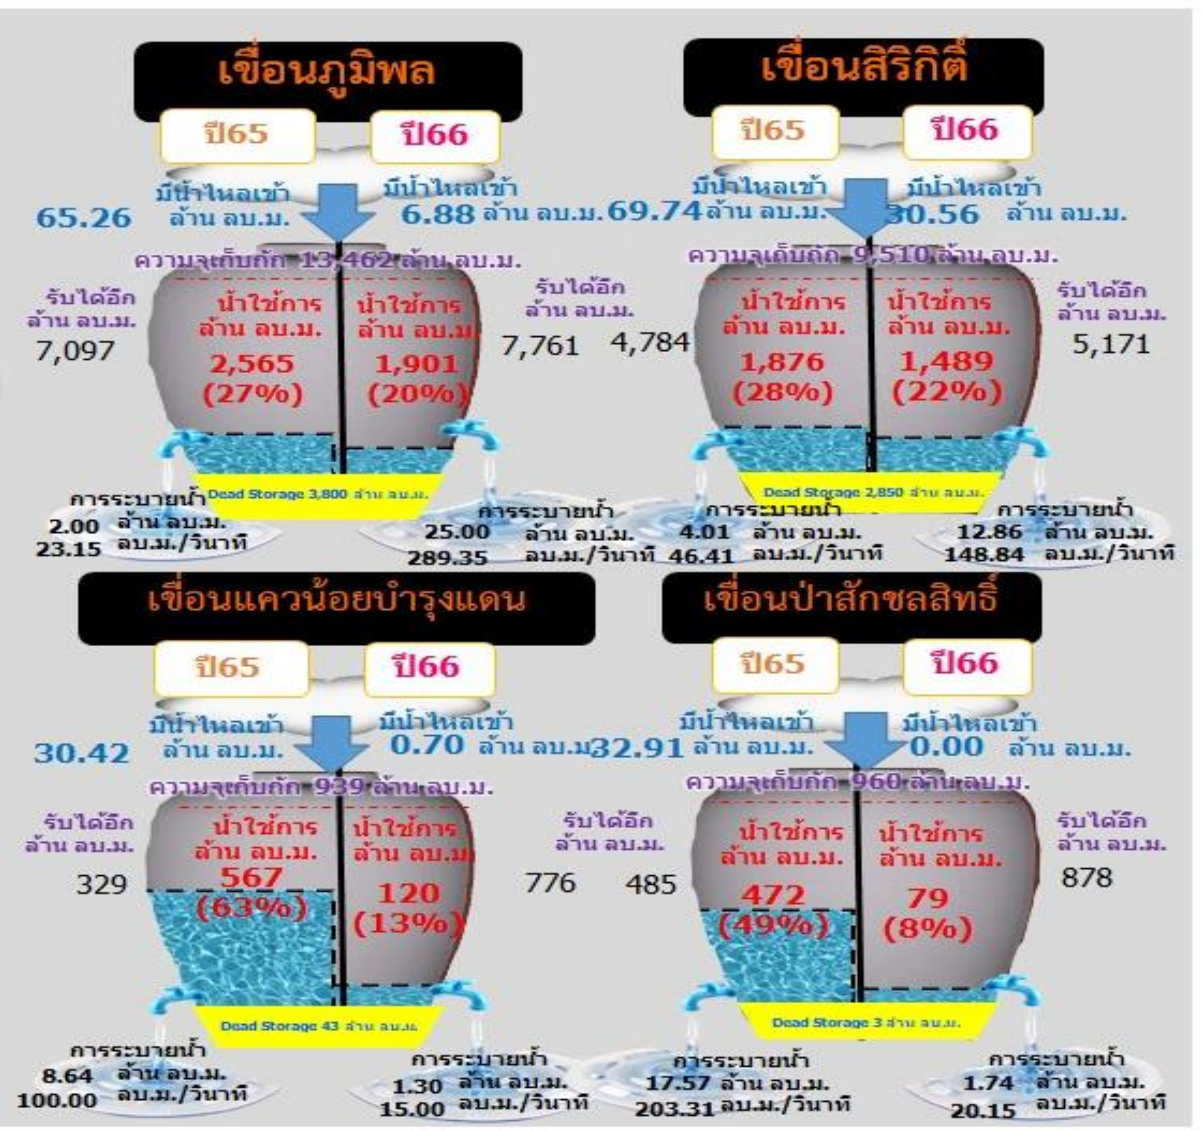 เขื่อนภูมิพล
ปี65
ปี66
มีน้ำไหลเข้า
65.26 ล้าน ลบ.ม.
มีน้ำไหลเข้า
6.88 ล้าน ลบ.ม.
ความจุเก็บกัก 13,462 ล้าน ลบ.ม.
รับได้อีก
ล้าน ลบ.ม.
7,097
น้ำใช้การ
ล้าน ลบ.ม.
2,565
(27%)
น้ำใช้การ
ล้าน ลบ.ม.
1,901
(20%)
รับได้อีก
ล้าน ลบ.ม.
7,761
Dead Storage 3,800 ล้าน ลบ.ม.
การระบายน้ำ
2.00 ล้าน ลบ.ม.
23.15 ลบ.ม./วินาที
การระบายน้ำ
25.00 ล้าน ลบ.ม.
289.35 ลบ.ม./วินาที
เขื่อนสิริกิติ์
ปี65
ปี66
มีน้ำไหลเข้า
69.74 ล้าน ลบ.ม.
มีน้ำไหลเข้า
30.56 ล้าน ลบ.ม.
ความจุเก็บกัก 9,510 ล้าน ลบ.ม.
4,784
น้ำใช้การ
ล้าน ลบ.ม.
1,876
(28%)
น้ำใช้การ
ล้าน ลบ.ม.
1,489
(22%)
รับได้อีก
ล้าน ลบ.ม.
5,171
Dead Storage 2,850 ล้าน ลบ.ม.
การระบายน้ำ
4.01 ล้าน ลบ.ม.
46.41 ลบ.ม./วินาที
การระบายน้ำ
12.86 ล้าน ลบ.ม.
148.84 ลบ.ม./วินาที
เขื่อนแควน้อยบำรุงแดน
ปี65
ปี66
มีน้ำไหลเข้า
30.42 ล้าน ลบ.ม.
มีน้ำไหลเข้า
0.70 ล้าน ลบ.ม
ความจุเก็บกัก 939 ล้าน ลบ.ม.
รับได้อีก
ล้าน ลบ.ม.
329
น้ำใช้การ
ล้าน ลบ.ม.
567
(63%)
น้ำใช้การ
ล้าน ลบ.ม.
120
(13%)
รับได้อีก
ล้าน ลบ.ม.
776
Dead Storage 43 ล้าน ลบ.ม.
การระบายน้ำ
8.64 ล้าน ลบ.ม.
100.00 ลบ.ม./วินาที
การระบายน้ำ
1.30 ล้าน ลบ.ม.
15.00 ลบ.ม./วินาที
เขื่อนป่าสักชลสิทธิ์
ปี65
ปี66
มีน้ำไหลเข้า
32.91 ล้าน ลบ.ม.
มีน้ำไหลเข้า
0.00 ล้าน ลบ.ม.
ความจุเก็บกัก 960 ล้าน ลบ.ม.
485
น้ำใช้การ
ล้าน ลบ.ม.
472
(49%)
น้ำใช้การ
ล้าน ลบ.ม.
79
(8%)
รับได้อีก
ล้าน ลบ.ม.
878
Dead Storage 3 ล้าน ลบ.ม.
การระบายน้ำ
17.57 ล้าน ลบ.ม.
203.31 ลบ.ม./วินาที
การระบายน้ำ
1.74 ล้าน ลบ.ม.
20.15 ลบ.ม./วินาที